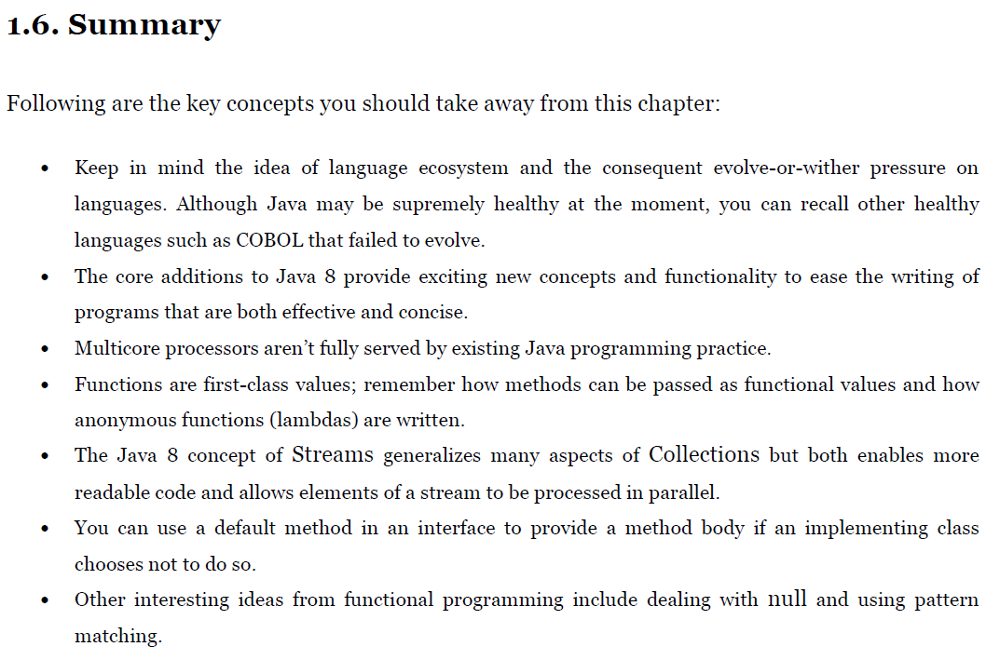 1.6. Summary
Following are the key concepts you should take away from this chapter:
• Keep in mind the idea of language ecosystem and the consequent evolve-or-wither pressure on
languages. Although Java may be supremely healthy at the moment, you can recall other healthy
languages such as COBOL that failed to evolve.
• The core additions to Java 8 provide exciting new concepts and functionality to ease the writing of
programs that are both effective and concise.
• Multicore processors aren’t fully served by existing Java programming practice.
• Functions are first-class values; remember how methods can be passed as functional values and how
anonymous functions (lambdas) are written.
• The Java 8 concept of Streams generalizes many aspects of Collections but both enables more
readable code and allows elements of a stream to be processed in parallel.
• You can use a default method in an interface to provide a method body if an implementing class
chooses not to do so.
• Other interesting ideas from functional programming include dealing with null and using pattern
matching.